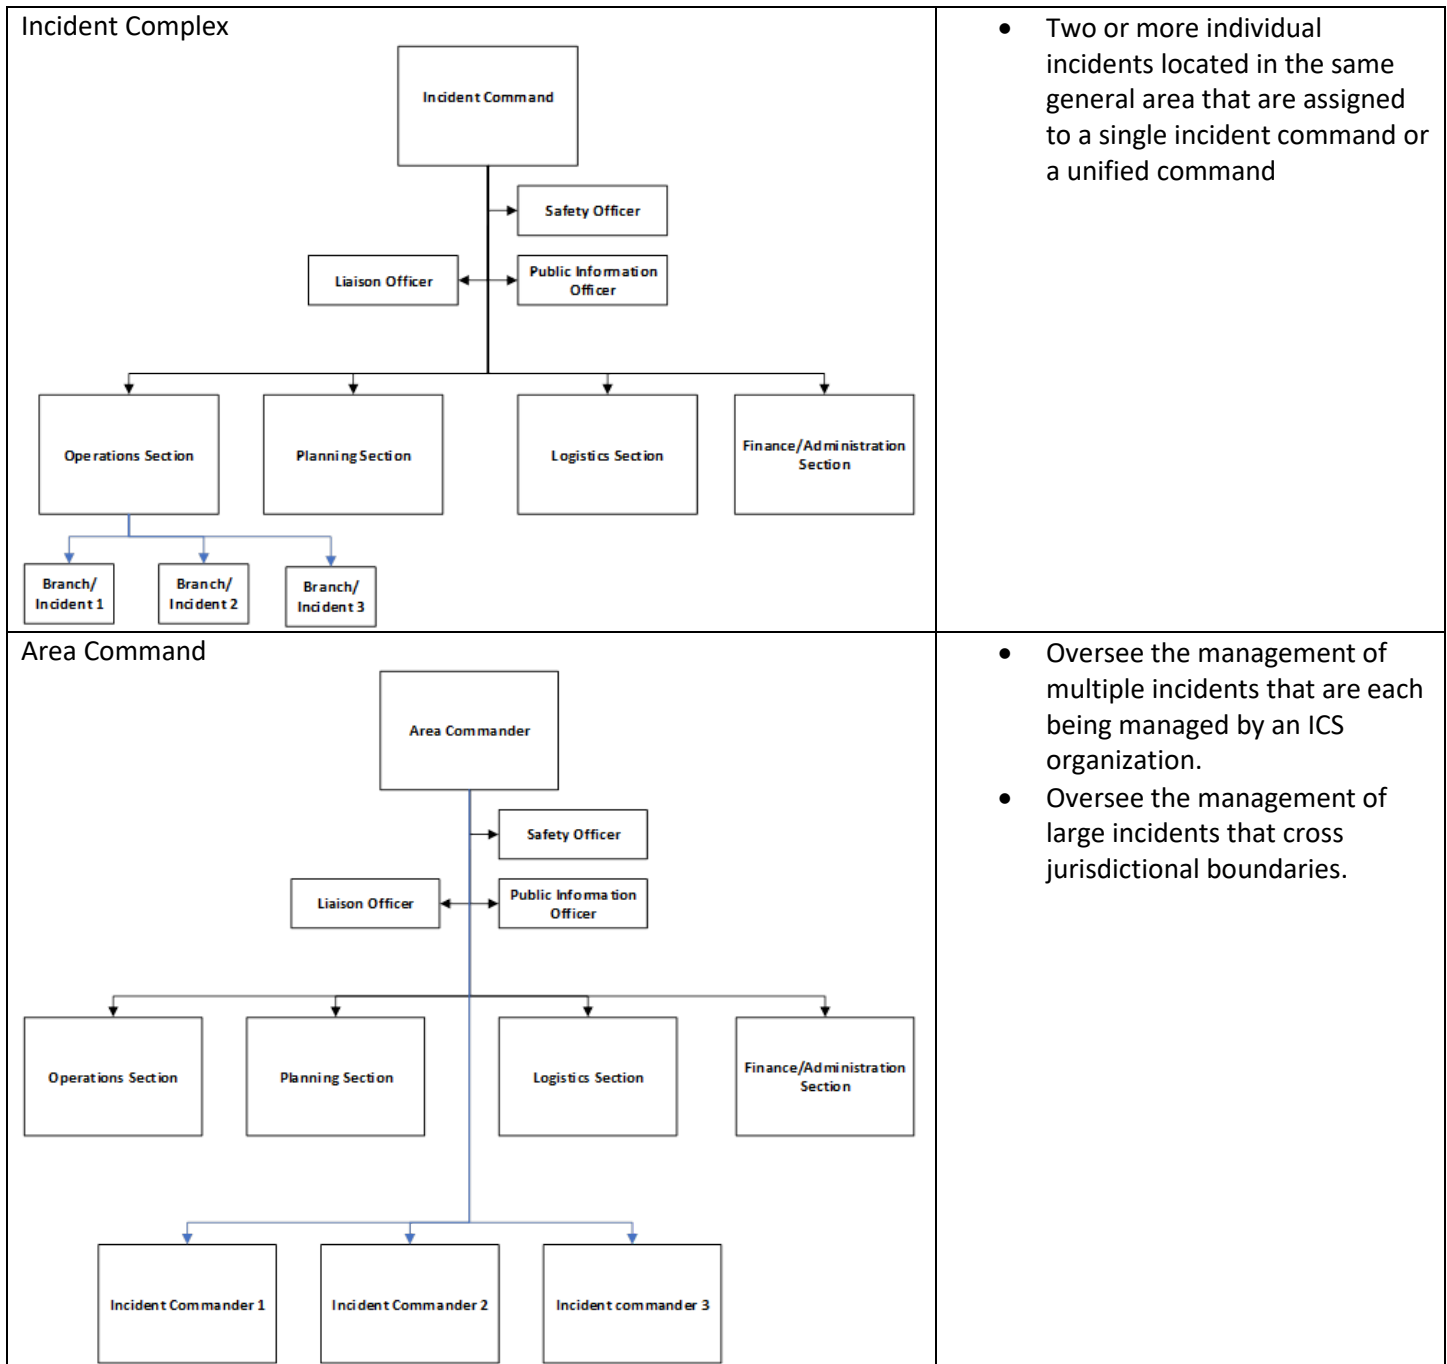 Incident Complex
Incident Command
Safety Officer
Liaison Officer
Public Information
Officer
Operations Section
Planning Section
Logistics Section
Finance/Administration
Section
Branch/
Incident 1
Branch/
Incident 2
Branch/
Incident 3
• Two or more individual
incidents located in the same
general area that are assigned
to a single incident command or
a unified command
Area Command
Area Commander
Safety Officer
Liaison Officer
Public Information
Officer
Operations Section
Planning Section
Logistics Section
Finance/Administration
Section
Incident Commander 1
Incident Commander 2
Incident commander 3
• Oversee the management of
multiple incidents that are each
being managed by an ICS
organization.
• Oversee the management of
large incidents that cross
jurisdictional boundaries.